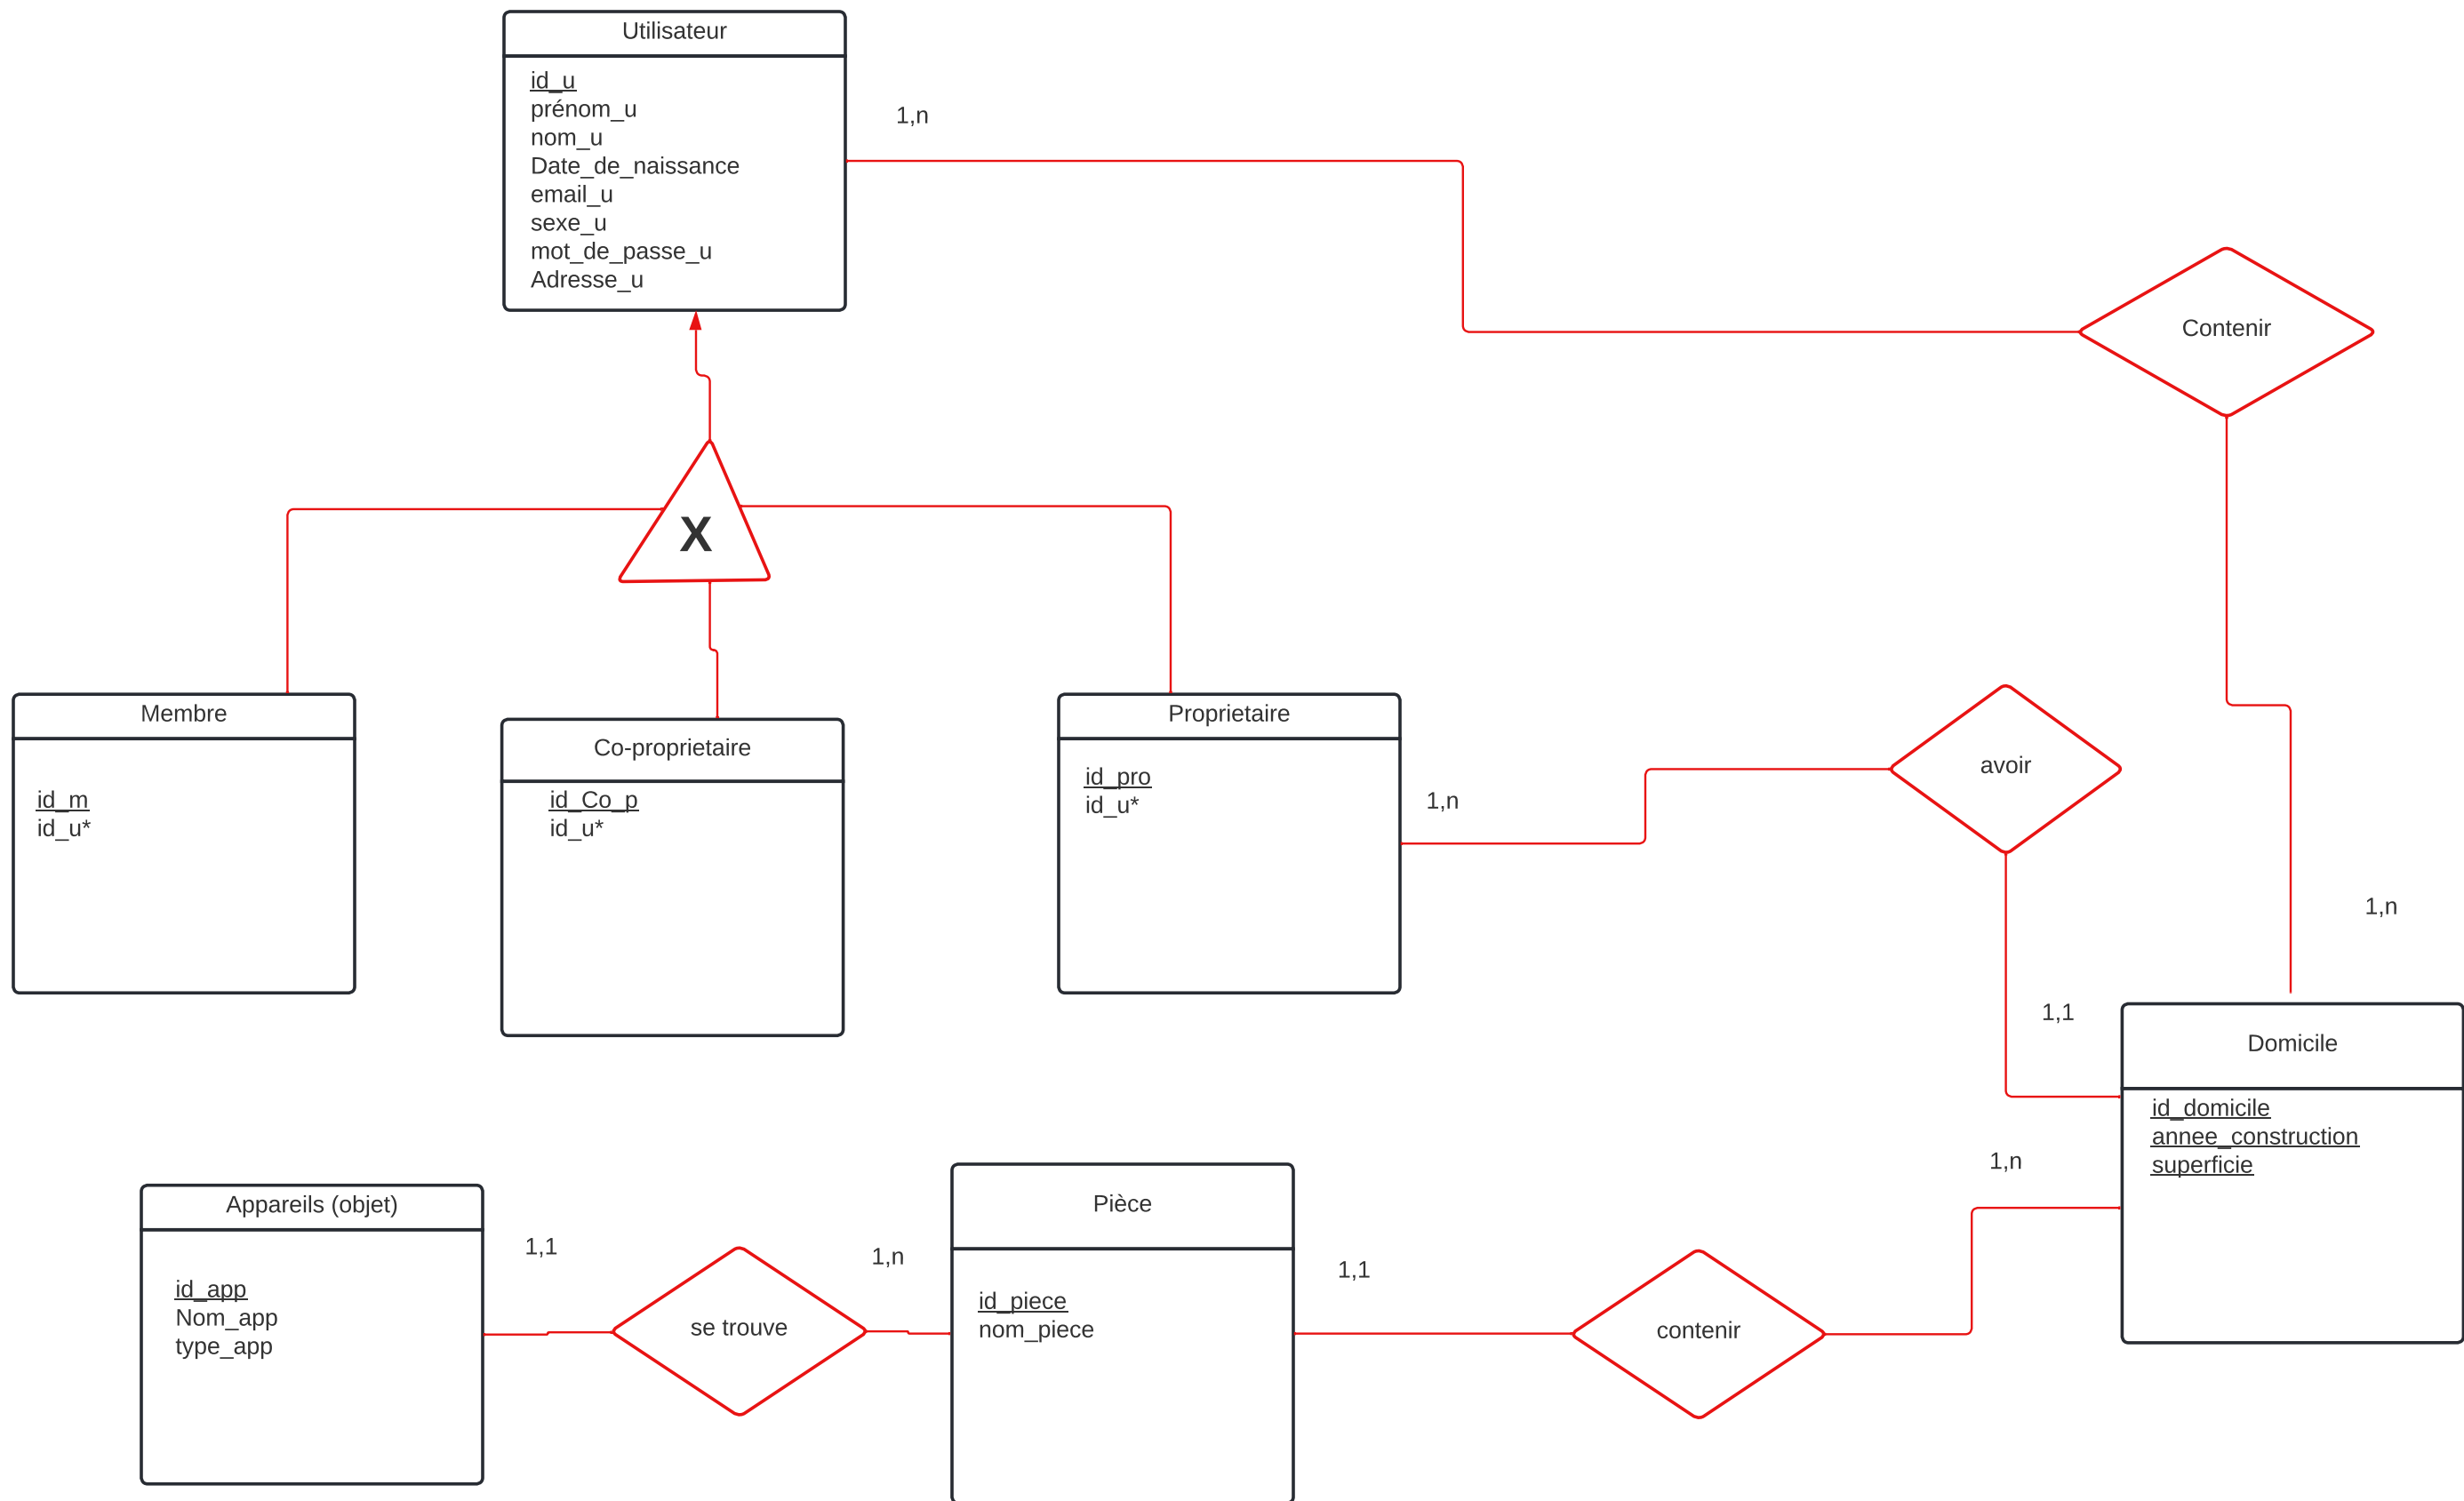 Utilisateur
id_u
prénom_u
nom_u
Date_de_naissance
email_u
sexe_u
mot_de_passe_u
Adresse_u
1,n
Contenir
X
Membre
id_m
id_u*
Co-proprietaire
id_Co_p
id_u*
Proprietaire
id_pro
id_u*
1,n
avoir
1,n
1,1
Domicile
id_domicile
annee_construction
superficie
1,n
Appareils (objet)
id_app
Nom_app
type_app
1,1
se trouve
1,n
Pièce
id_piece
nom_piece
1,1
contenir